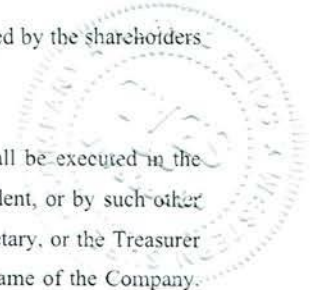 ed by the shareholders
all be executed in the
dent, or by such other
etary, or the Treasurer
ame of the Company.